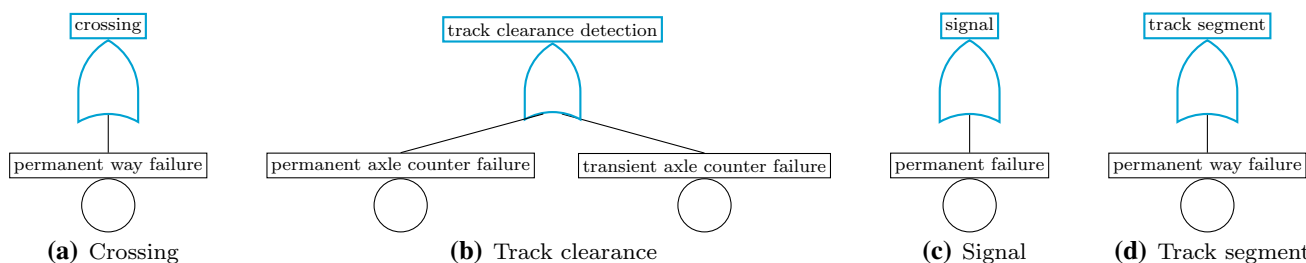 crossing
track clearance detection
signal
track segment
permanent way failure
permanent axle counter failure
transient axle counter failure
permanent failure
permanent way failure
(a) Crossing
(b) Track clearance
(c) Signal
(d) Track segment